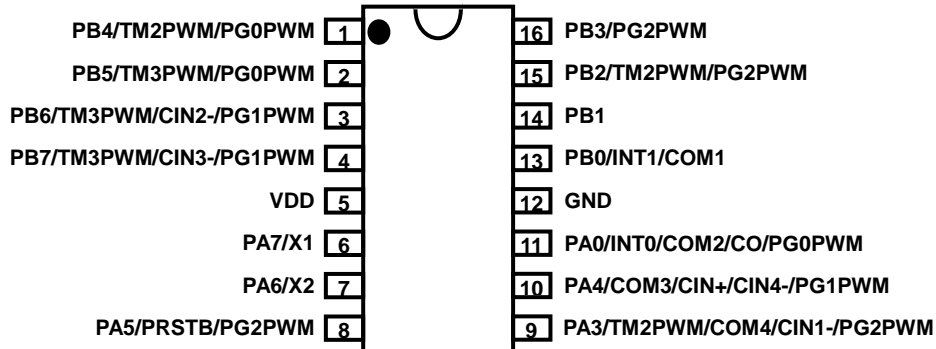 PB4/TM2PWM/PG0PWM 1 16 PB3/PG2PWM
PB5/TM3PWM/PG0PWM 2 15 PB2/TM2PWM/PG2PWM
PB6/TM3PWM/CIN2-/PG1PWM 3 14 PB1
PB7/TM3PWM/CIN3-/PG1PWM 4 13 PB0/INT1/COM1
VDD 5 12 GND
PA7/X1 6 11 PA0/INT0/COM2/CO/PG0PWM
PA6/X2 7 10 PA4/COM3/CIN+/CIN4-/PG1PWM
PA5/PRSTB/PG2PWM 8 9 PA3/TM2PWM/COM4/CIN1-/PG2PWM